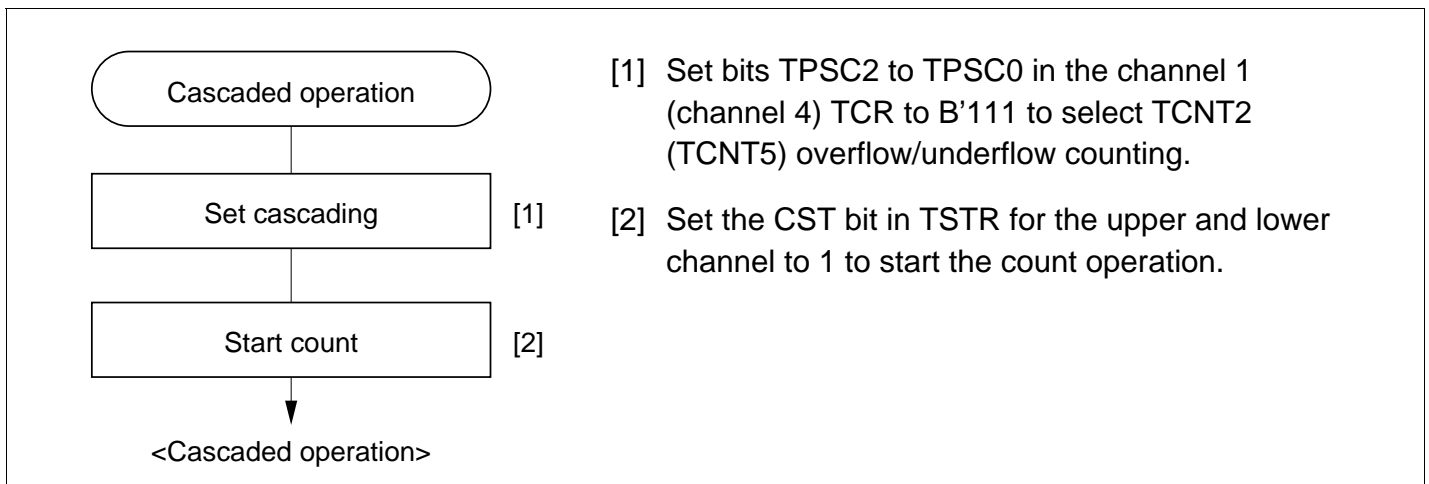 Cascaded operation
Set cascading [1]
Start count [2]
<Cascaded operation>
[1] Set bits TPSC2 to TPSC0 in the channel 1
(channel 4) TCR to B'111 to select TCNT2
(TCNT5) overflow/underflow counting.
[2] Set the CST bit in TSTR for the upper and lower
channel to 1 to start the count operation.